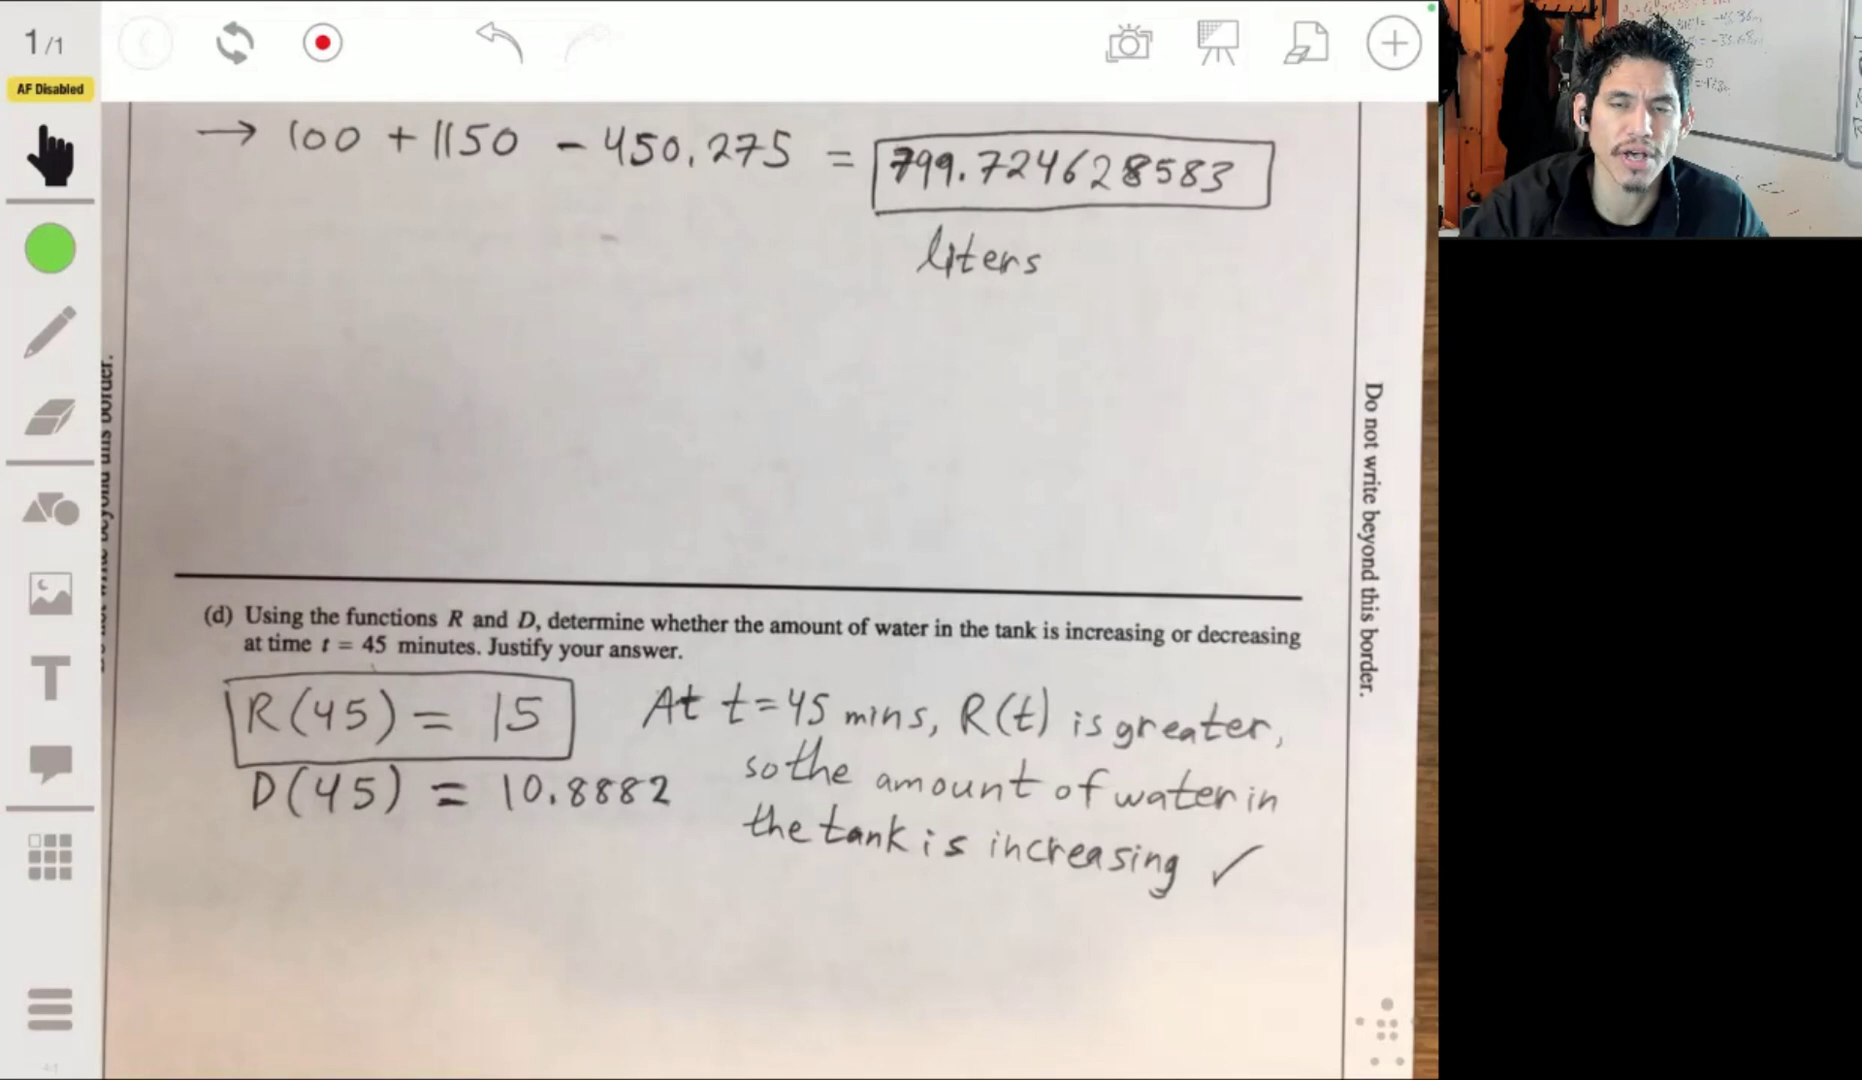 1/1
AF Disabled
→ 100 + 1150 - 450.275 = 799.724628583
liters
Do not write beyond this border.
(d) Using the functions R and D, determine whether the amount of water in the tank is increasing or decreasing
at time t = 45 minutes. Justify your answer.
R(45) = 15
D(45) = 10.8882
At t=45 mins, R(t) is greater,
so the amount of water in
the tank is increasing ✓
T